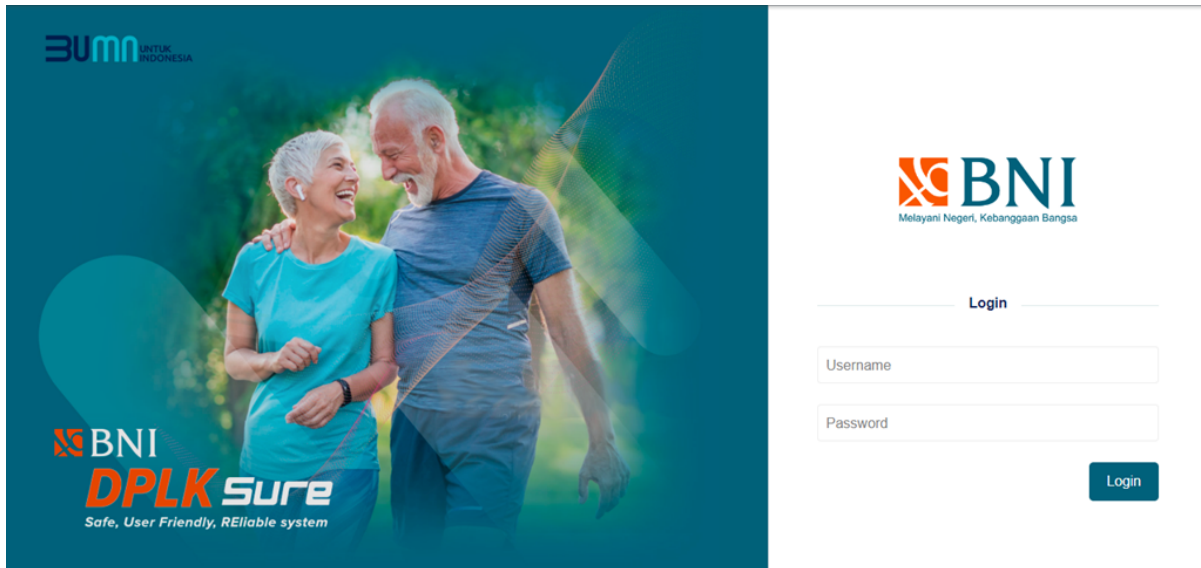 BUMN UNTUK
INDONESIA
BNI
DPLK Sure
Safe, User Friendly, REliable system
BNI
Melayani Negeri, Kebanggaan Bangsa
Login
Username
Password
Login